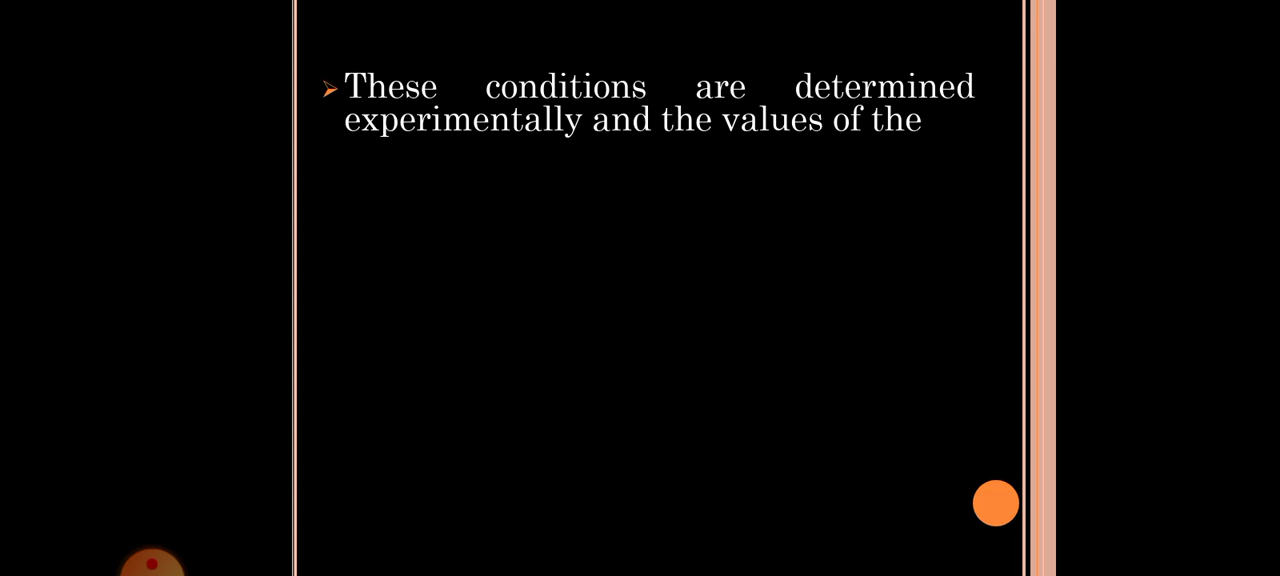 These conditions are determined
experimentally and the values of the